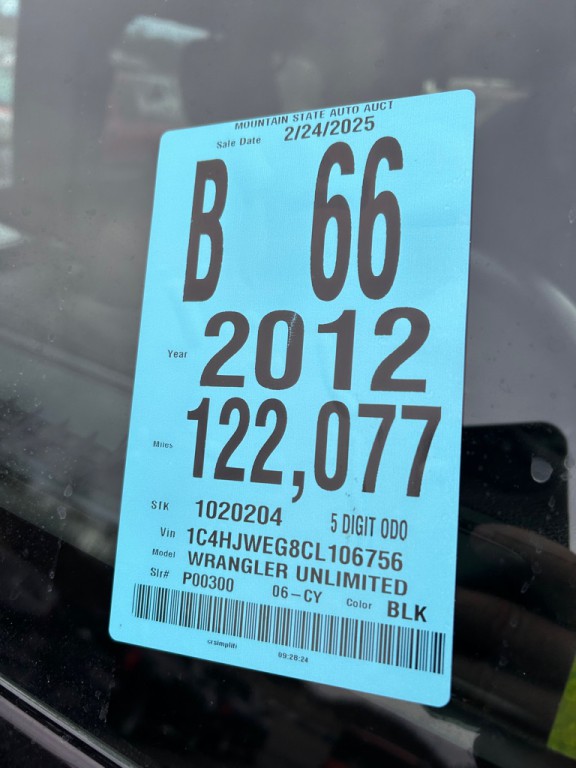 MOUNTAIN STATE AUTO AUCT
Sale Date 2/24/2025
B 66
Year 2012
Miles 122,077
STK 1020204 5 DIGIT ODO
Vin 1C4HJWEG8CL106756
Model WRANGLER UNLIMITED
Slr# P00300 06-CY Color BLK
09:28:24